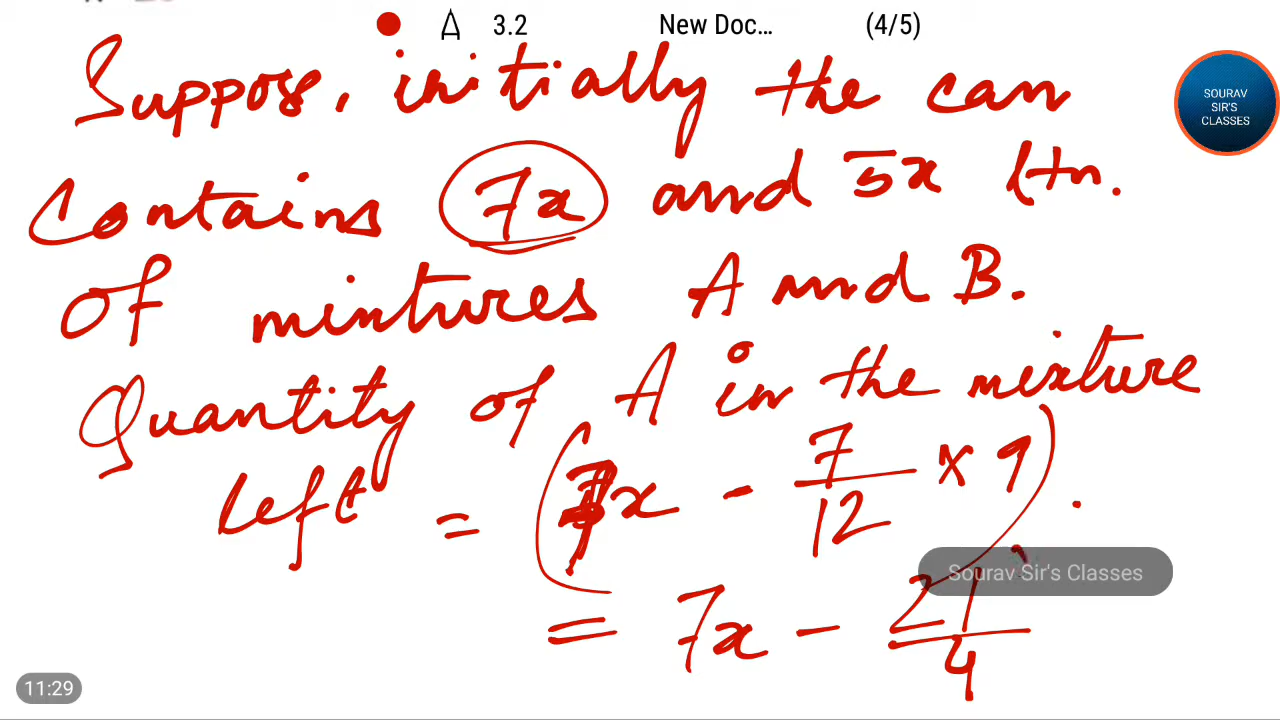 3.2 New Doc... (4/5)
SOURAV
SIR'S
CLASSES
Suppose, initially the can
contains 7x and 5x ltr.
of mixtures A and B.
Quantity of A in the mixture
left = (7x - 7/12 × 9).
Sourav Sir's Classes
= 7x - 21/4
11:29